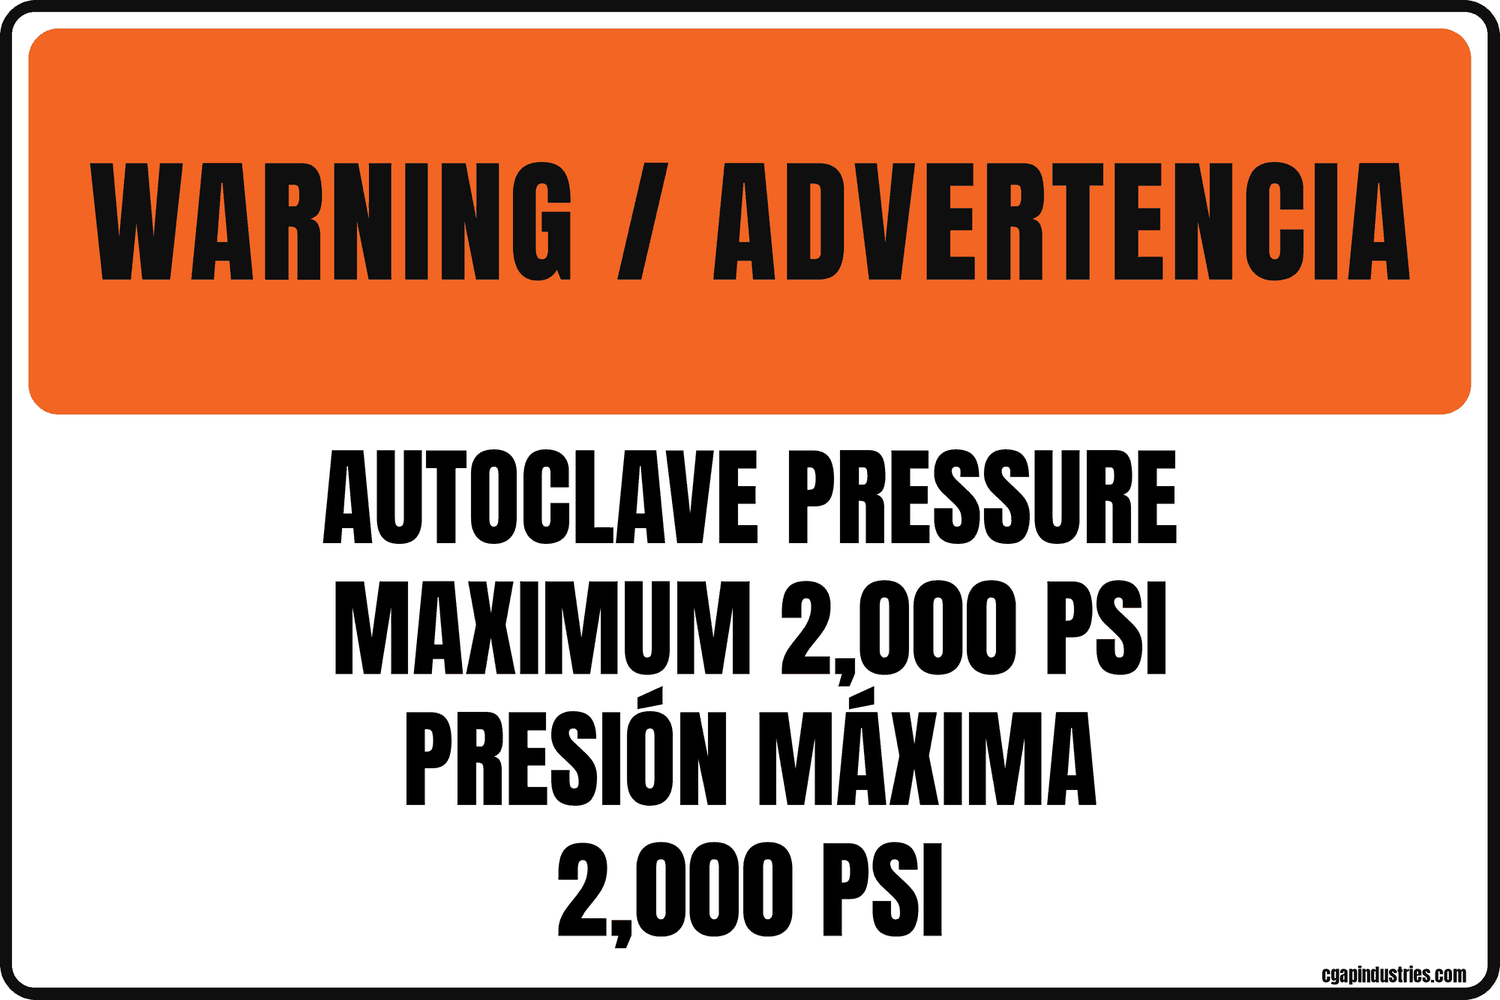 WARNING / ADVERTENCIA
AUTOCLAVE PRESSURE
MAXIMUM 2,000 PSI
PRESIÓN MÁXIMA
2,000 PSI
cgapindustries.com